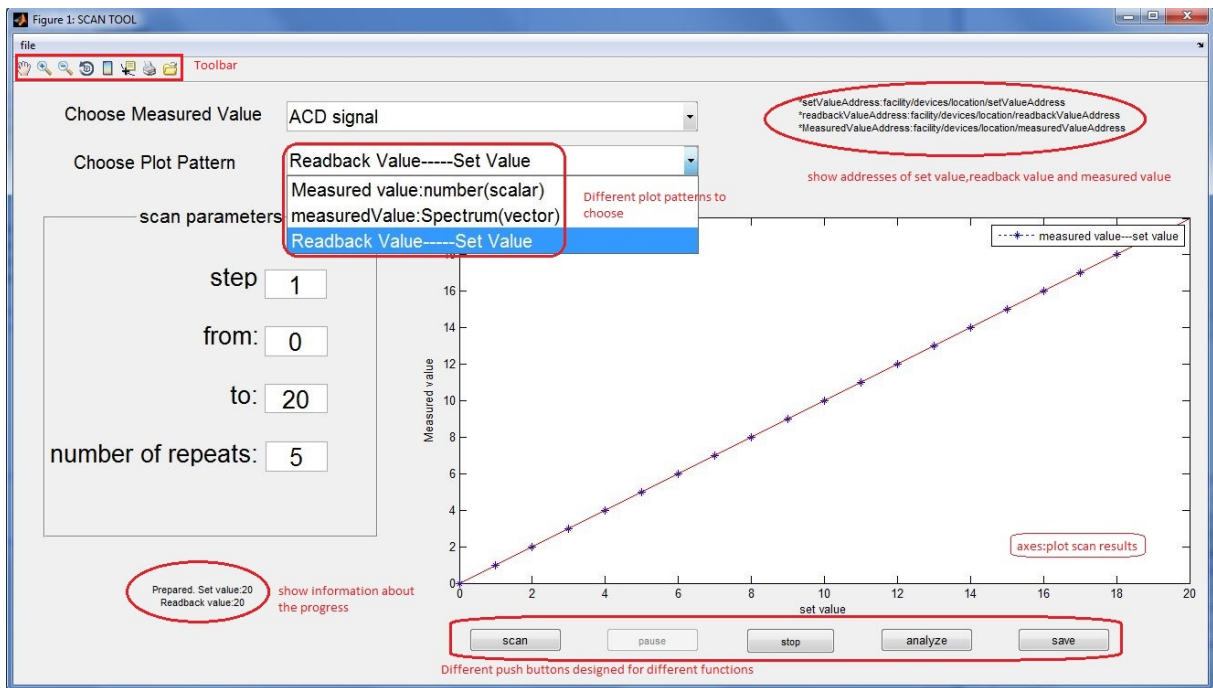 Figure 1: SCAN TOOL
file
Toolbar
Choose Measured Value
ACD signal
*setValueAddress:facility/devices/location/setValueAddress
*readbackValueAddress:facility/devices/location/readbackValueAddress
*MeasuredValueAddress:facility/devices/location/measuredValueAddress
show addresses of set value,readback value and measured value
Choose Plot Pattern
Readback Value-----Set Value
Measured value:number(scalar)
measuredValue:Spectrum(vector)
Readback Value-----Set Value
Different plot patterns to
choose
scan parameters
step
1
from:
0
to:
20
number of repeats:
5
measured value---set value
16
14
12
10
8
6
4
2
0
Measured value
0
2
4
6
8
10
12
14
16
18
20
set value
axes:plot scan results
Prepared. Set value:20
Readback value:20
show information about
the progress
scan
pause
stop
analyze
save
Different push buttons designed for different functions